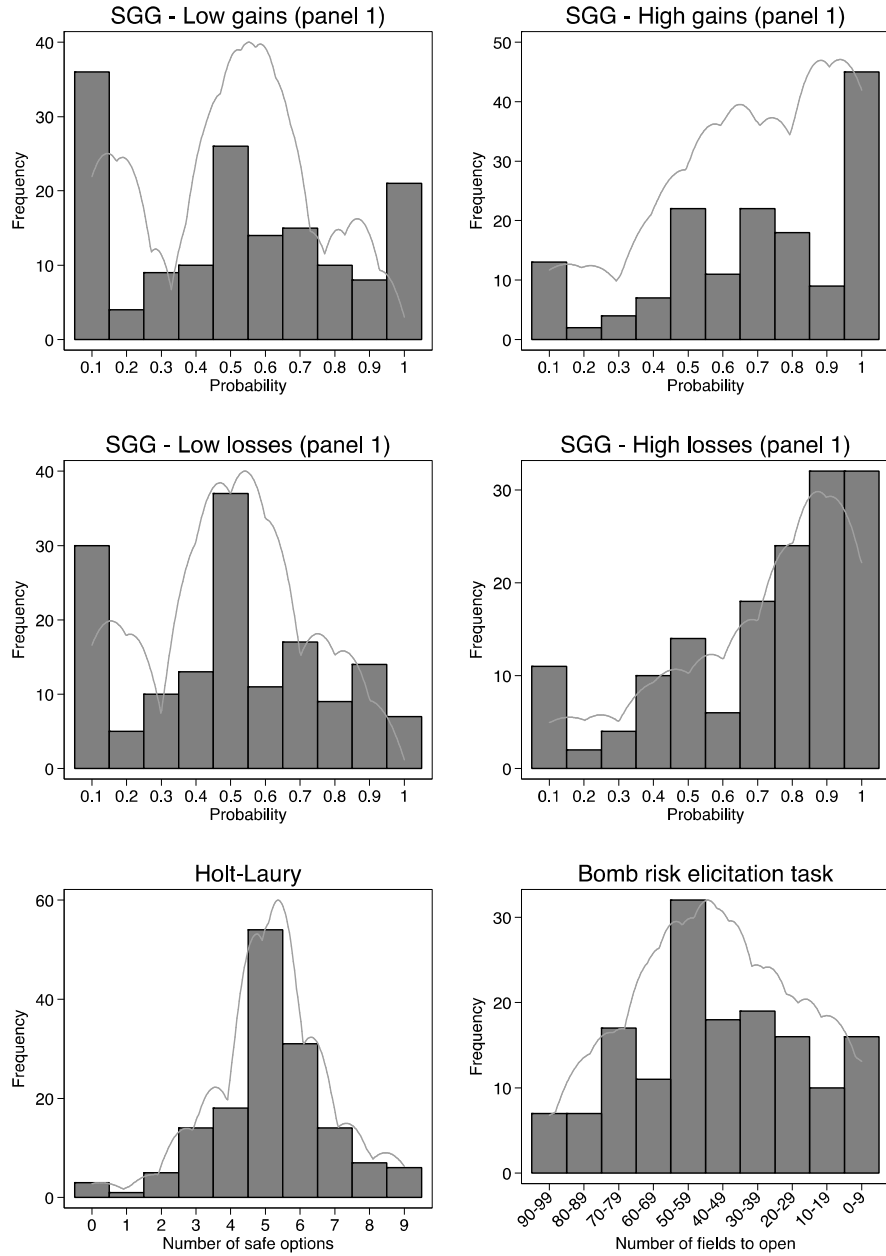 SGG - Low gains (panel 1)
40
30
20
10
0
Frequency
0.1 0.2 0.3 0.4 0.5 0.6 0.7 0.8 0.9 1
Probability
SGG - High gains (panel 1)
50
40
30
20
10
0
Frequency
0.1 0.2 0.3 0.4 0.5 0.6 0.7 0.8 0.9 1
Probability
SGG - Low losses (panel 1)
40
30
20
10
0
Frequency
0.1 0.2 0.3 0.4 0.5 0.6 0.7 0.8 0.9 1
Probability
SGG - High losses (panel 1)
30
20
10
0
Frequency
0.1 0.2 0.3 0.4 0.5 0.6 0.7 0.8 0.9 1
Probability
Holt-Laury
60
40
20
0
Frequency
0 1 2 3 4 5 6 7 8 9
Number of safe options
Bomb risk elicitation task
30
20
10
0
Frequency
90-99 80-89 70-79 60-69 50-59 40-49 30-39 20-29 10-19 0-9
Number of fields to open